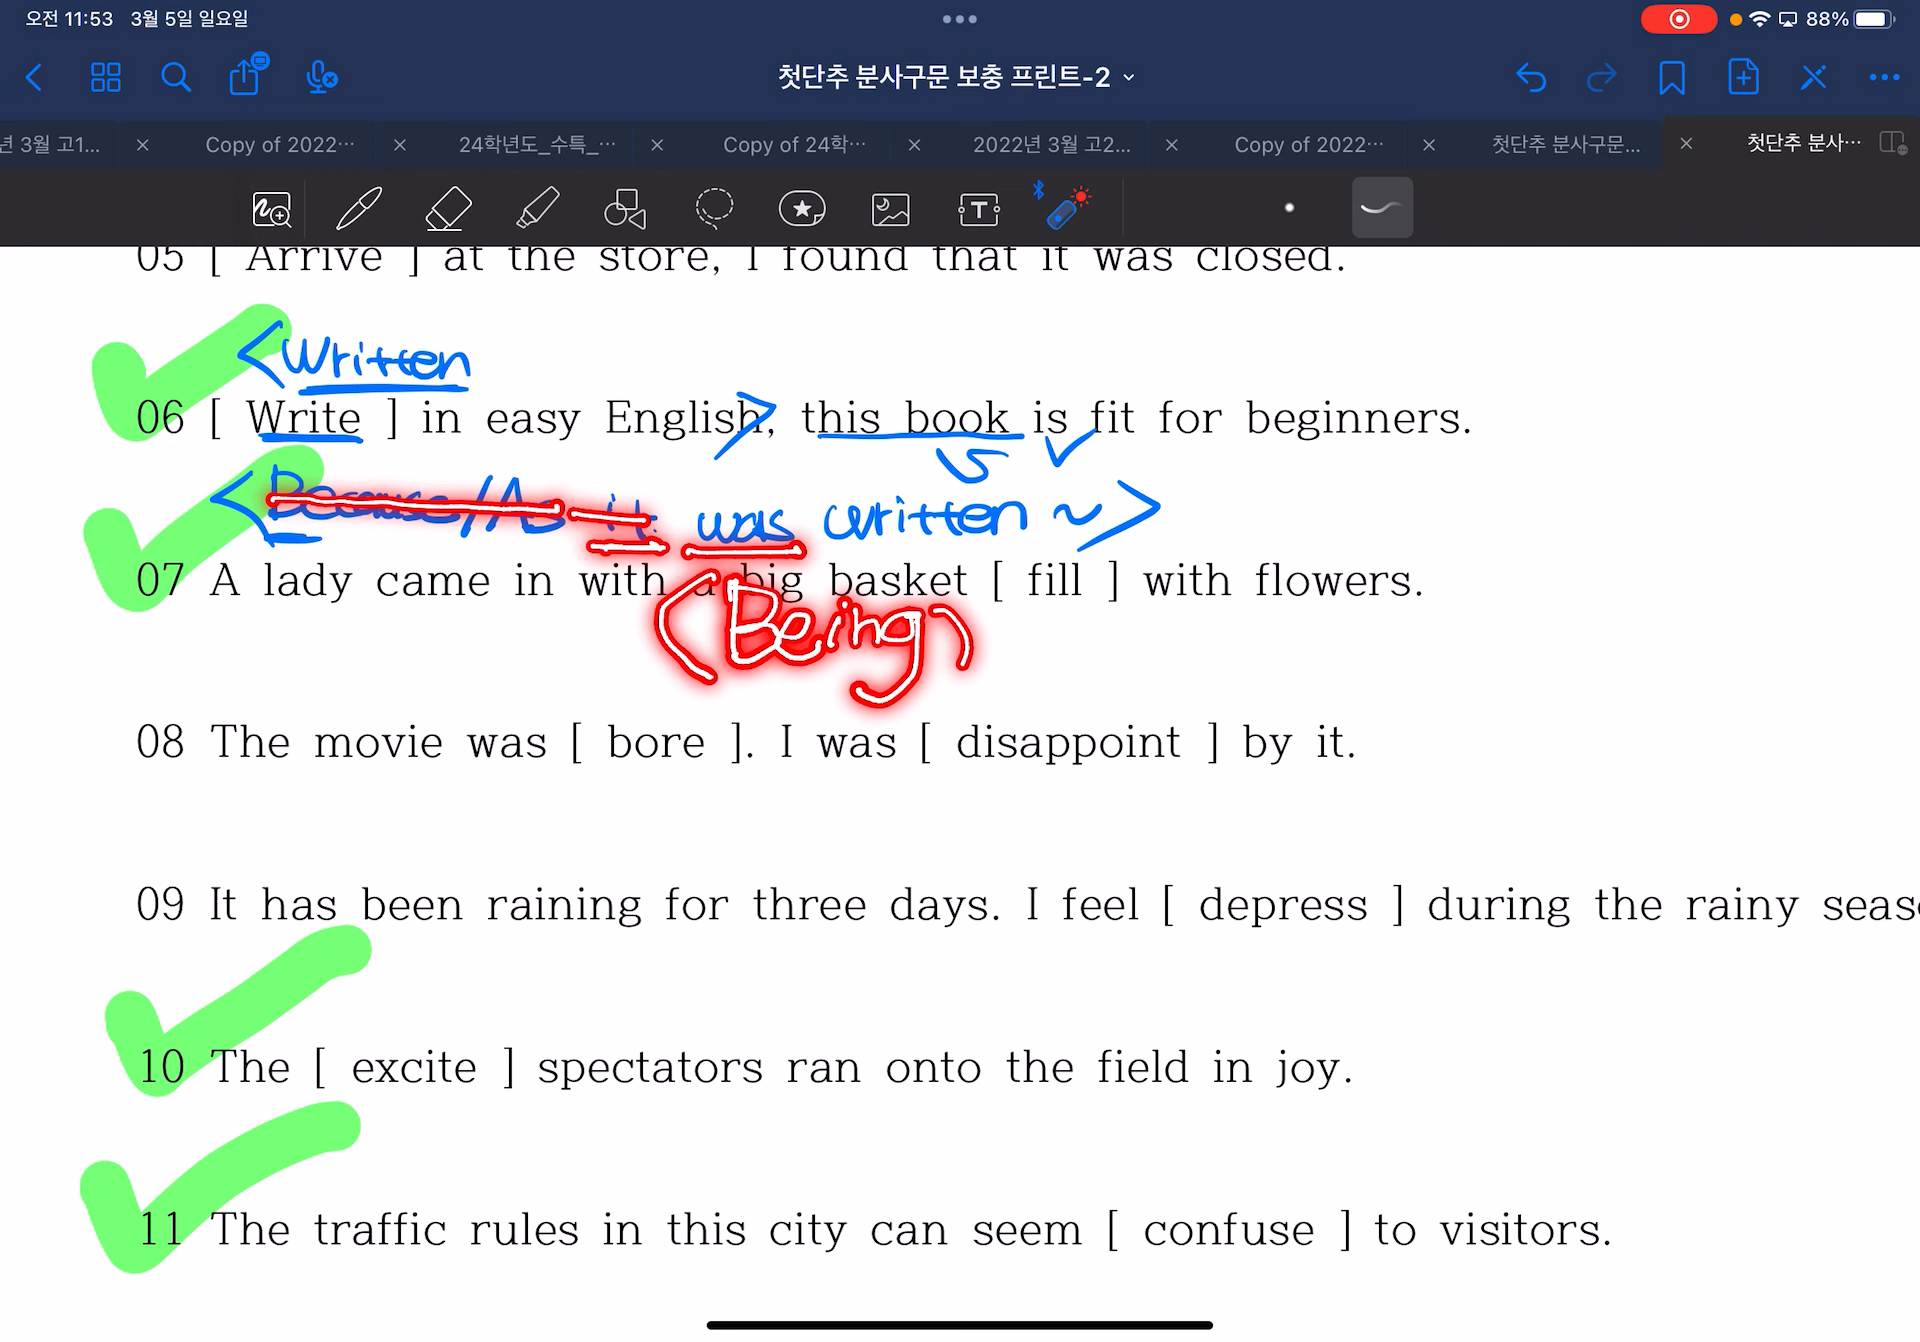 오전 11:53 3월 5일 일요일
88%
첫단추 분사구문 보충 프린트-2
년 3월 고1... Copy of 2022... 24학년도_수특_... Copy of 24학... 2022년 3월 고2... Copy of 2022... 첫단추 분사구문... 첫단추 분사...
05 [ Arrive ] at the store, I found that it was closed.
<written
06 [ Write ] in easy English>, this book is fit for beginners.
S V
<Because/As it was written ~>
07 A lady came in with a big basket [ fill ] with flowers.
(Being)
08 The movie was [ bore ]. I was [ disappoint ] by it.
09 It has been raining for three days. I feel [ depress ] during the rainy seas
10 The [ excite ] spectators ran onto the field in joy.
11 The traffic rules in this city can seem [ confuse ] to visitors.